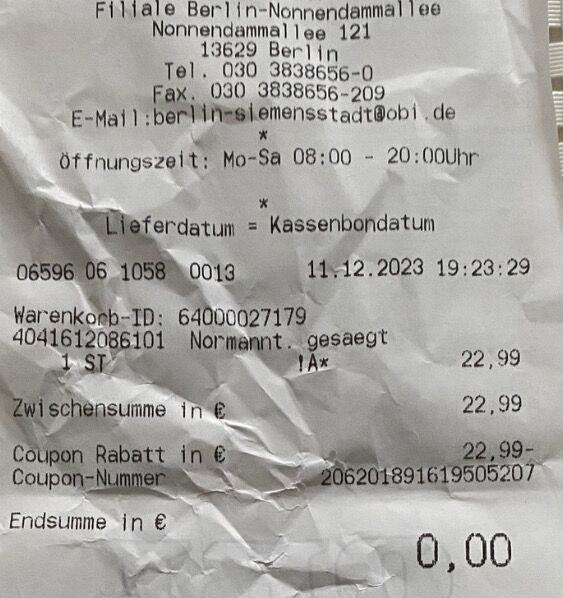 Filiale Berlin-Nonnendammallee
Nonnendammallee 121
13629 Berlin
Tel. 030 3838656-0
Fax. 030 3838656-209
E-Mail:berlin-siemensstadt@obi.de
*
Öffnungszeit: Mo-Sa 08:00 - 20:00Uhr
*
Lieferdatum = Kassenbondatum
06596 06 1058 0013 11.12.2023 19:23:29
Warenkorb-ID: 64000027179
4041612086101 Normannt. gesaegt
1 ST !A* 22,99
Zwischensumme in € 22,99
Coupon Rabatt in € 22,99-
Coupon-Nummer 206201891619505207
Endsumme in € 0,00